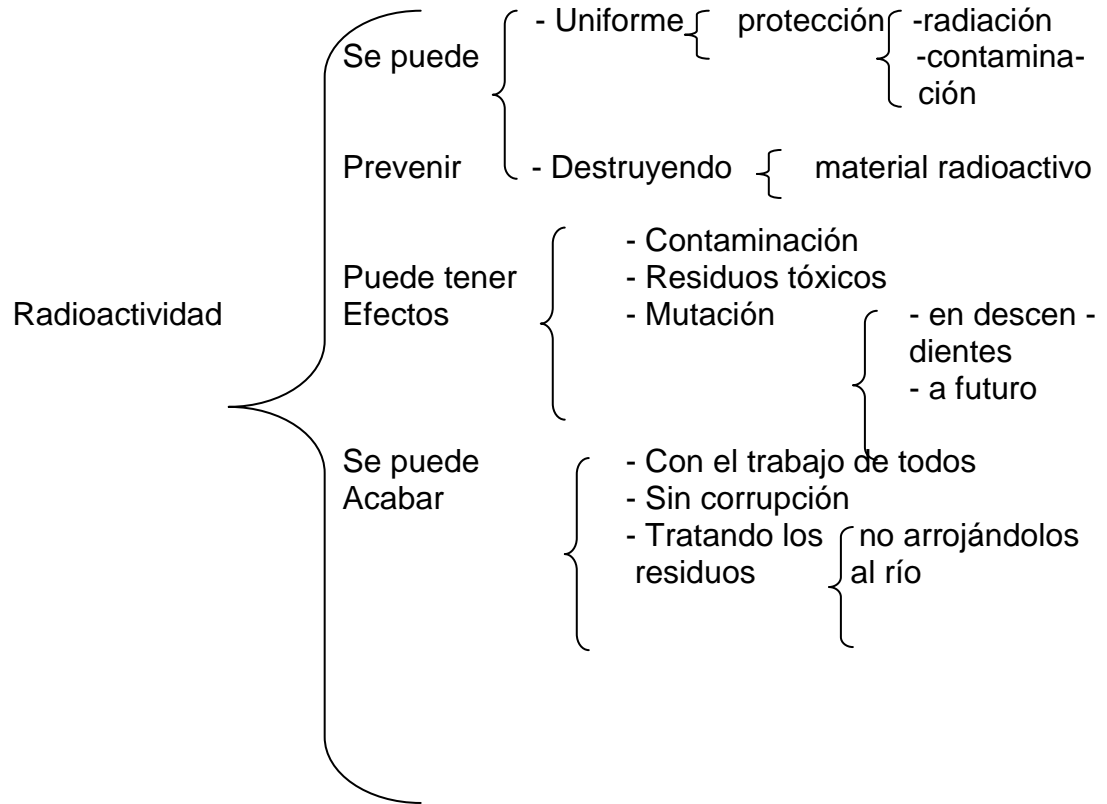 - Uniforme protección -radiación
Se puede -contamina-
ción
Prevenir - Destruyendo material radioactivo
- Contaminación
Puede tener - Residuos tóxicos
Radioactividad Efectos - Mutación - en descen -
dientes
- a futuro
Se puede - Con el trabajo de todos
Acabar - Sin corrupción
- Tratando los no arrojándolos
residuos al río